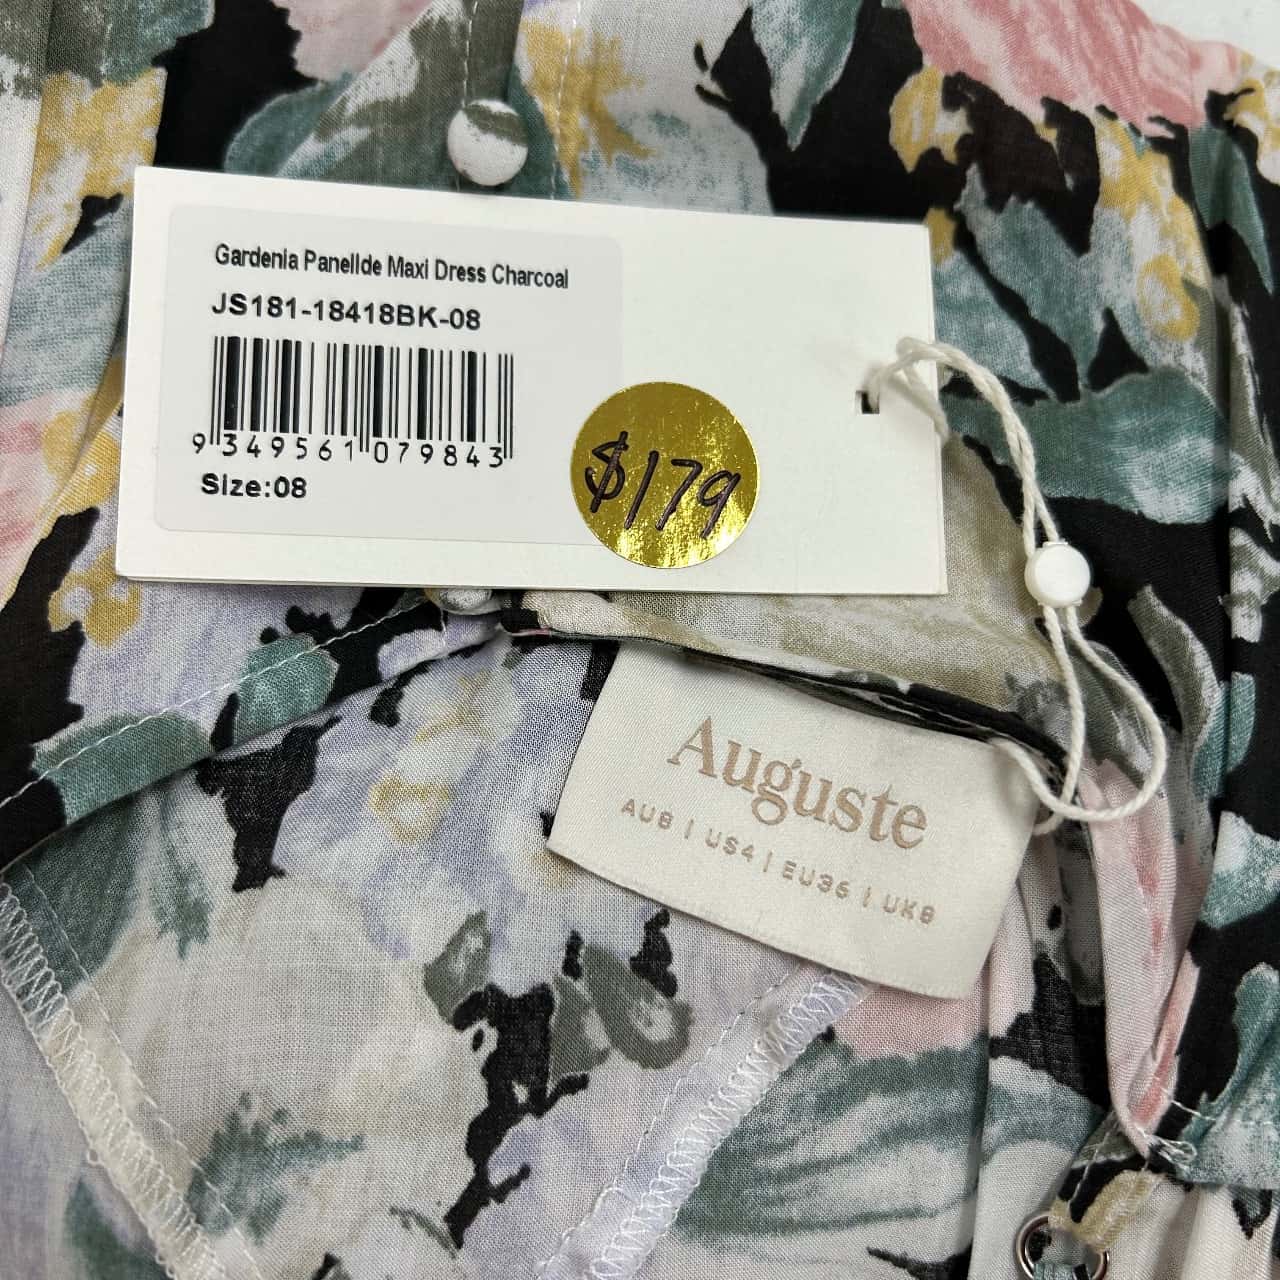 Gardenia Panellde Maxi Dress Charcoal
JS181-18418BK-08
9 349561 079843
Size:08
$179
Auguste
AU8 | US4 | EU36 | UK8